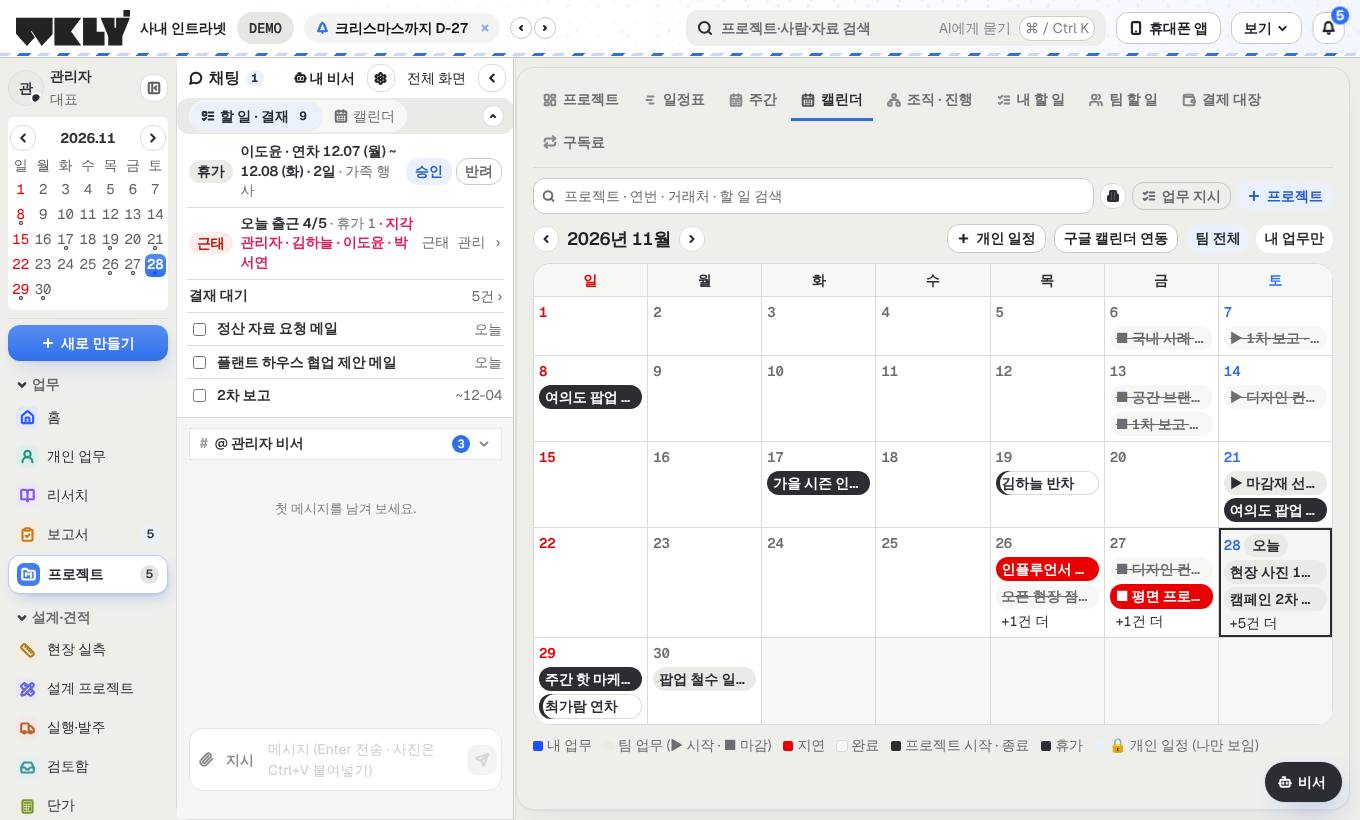 WKLY
사내 인트라넷
DEMO
크리스마스까지 D-27 ×
프로젝트·사람·자료 검색
AI에게 묻기
⌘ / Ctrl K
휴대폰 앱
보기
5
관
관리자
대표
2026.11
일 월 화 수 목 금 토
1 2 3 4 5 6 7
8 9 10 11 12 13 14
15 16 17 18 19 20 21
22 23 24 25 26 27 28
29 30
+ 새로 만들기
업무
홈
개인 업무
리서치
보고서 5
프로젝트 5
설계·견적
현장 실측
설계 프로젝트
실행·발주
검토함
단가
채팅 1
내 비서
전체 화면
할 일 · 결재 9
캘린더
휴가
이도윤 · 연차 12.07 (월) ~
12.08 (화) · 2일 · 가족 행
사
승인
반려
근태
오늘 출근 4/5 · 휴가 1 · 지각
관리자 · 김하늘 · 이도윤 · 박
서연
근태 관리 ›
결재 대기 5건 ›
정산 자료 요청 메일 오늘
플랜트 하우스 협업 제안 메일 오늘
2차 보고 ~12-04
# @ 관리자 비서 3
첫 메시지를 남겨 보세요.
지시
메시지 (Enter 전송 · 사진은
Ctrl+V 붙여넣기)
프로젝트
일정표
주간
캘린더
조직 · 진행
내 할 일
팀 할 일
결제 대장
구독료
프로젝트 · 연번 · 거래처 · 할 일 검색
업무 지시
+ 프로젝트
2026년 11월
+ 개인 일정
구글 캘린더 연동
팀 전체
내 업무만
일 월 화 수 목 금 토
1 2 3 4 5 6 7
■ 국내 사례 …
▶ 1차 보고 · …
8 9 10 11 12 13 14
여의도 팝업 …
■ 공간 브랜…
▶ 디자인 컨…
■ 1차 보고 · …
15 16 17 18 19 20 21
가을 시즌 인…
김하늘 반차
▶ 마감재 선…
여의도 팝업 …
22 23 24 25 26 27 28 오늘
인플루언서 …
■ 디자인 컨…
현장 사진 1…
오픈 현장 점…
■ 평면 프로…
캠페인 2차 …
+1건 더
+1건 더
+5건 더
29 30
주간 핫 마케…
팝업 철수 일…
최가람 연차
내 업무
팀 업무 (▶ 시작 · ■ 마감)
지연
완료
프로젝트 시작 · 종료
휴가
🔒 개인 일정 (나만 보임)
비서